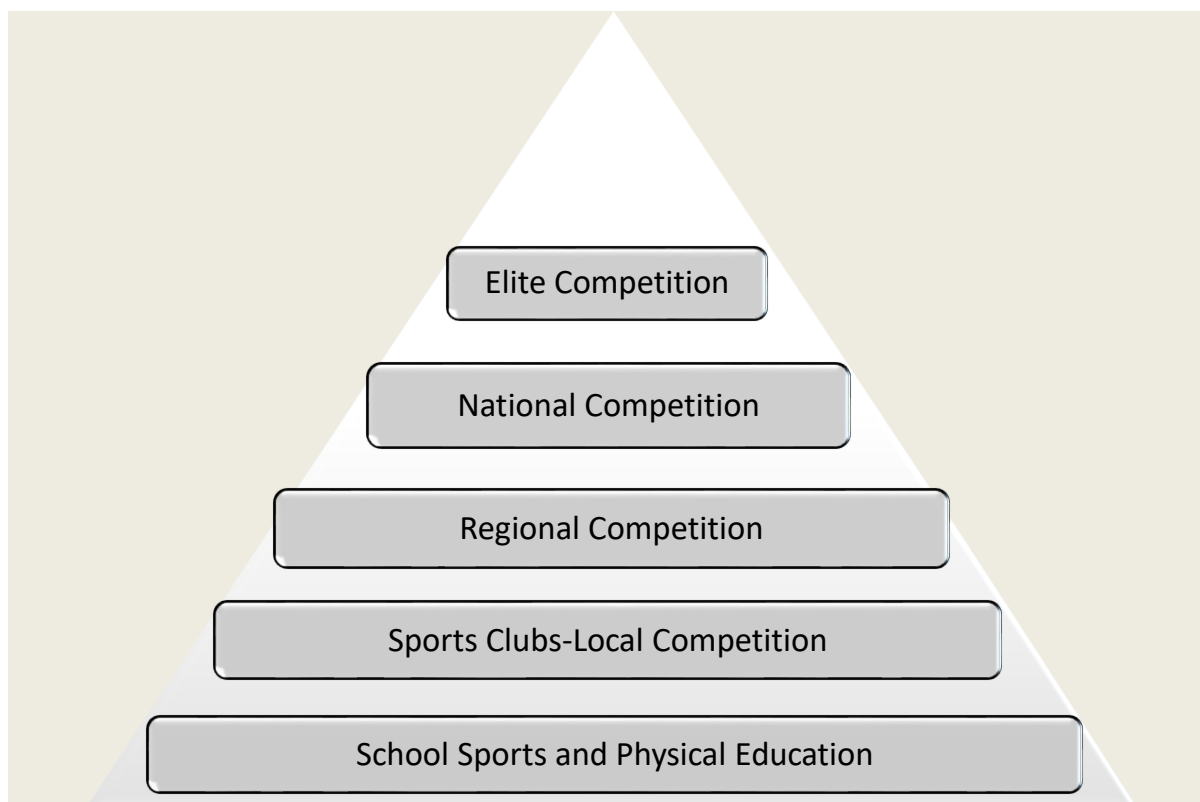 Elite Competition
National Competition
Regional Competition
Sports Clubs-Local Competition
School Sports and Physical Education